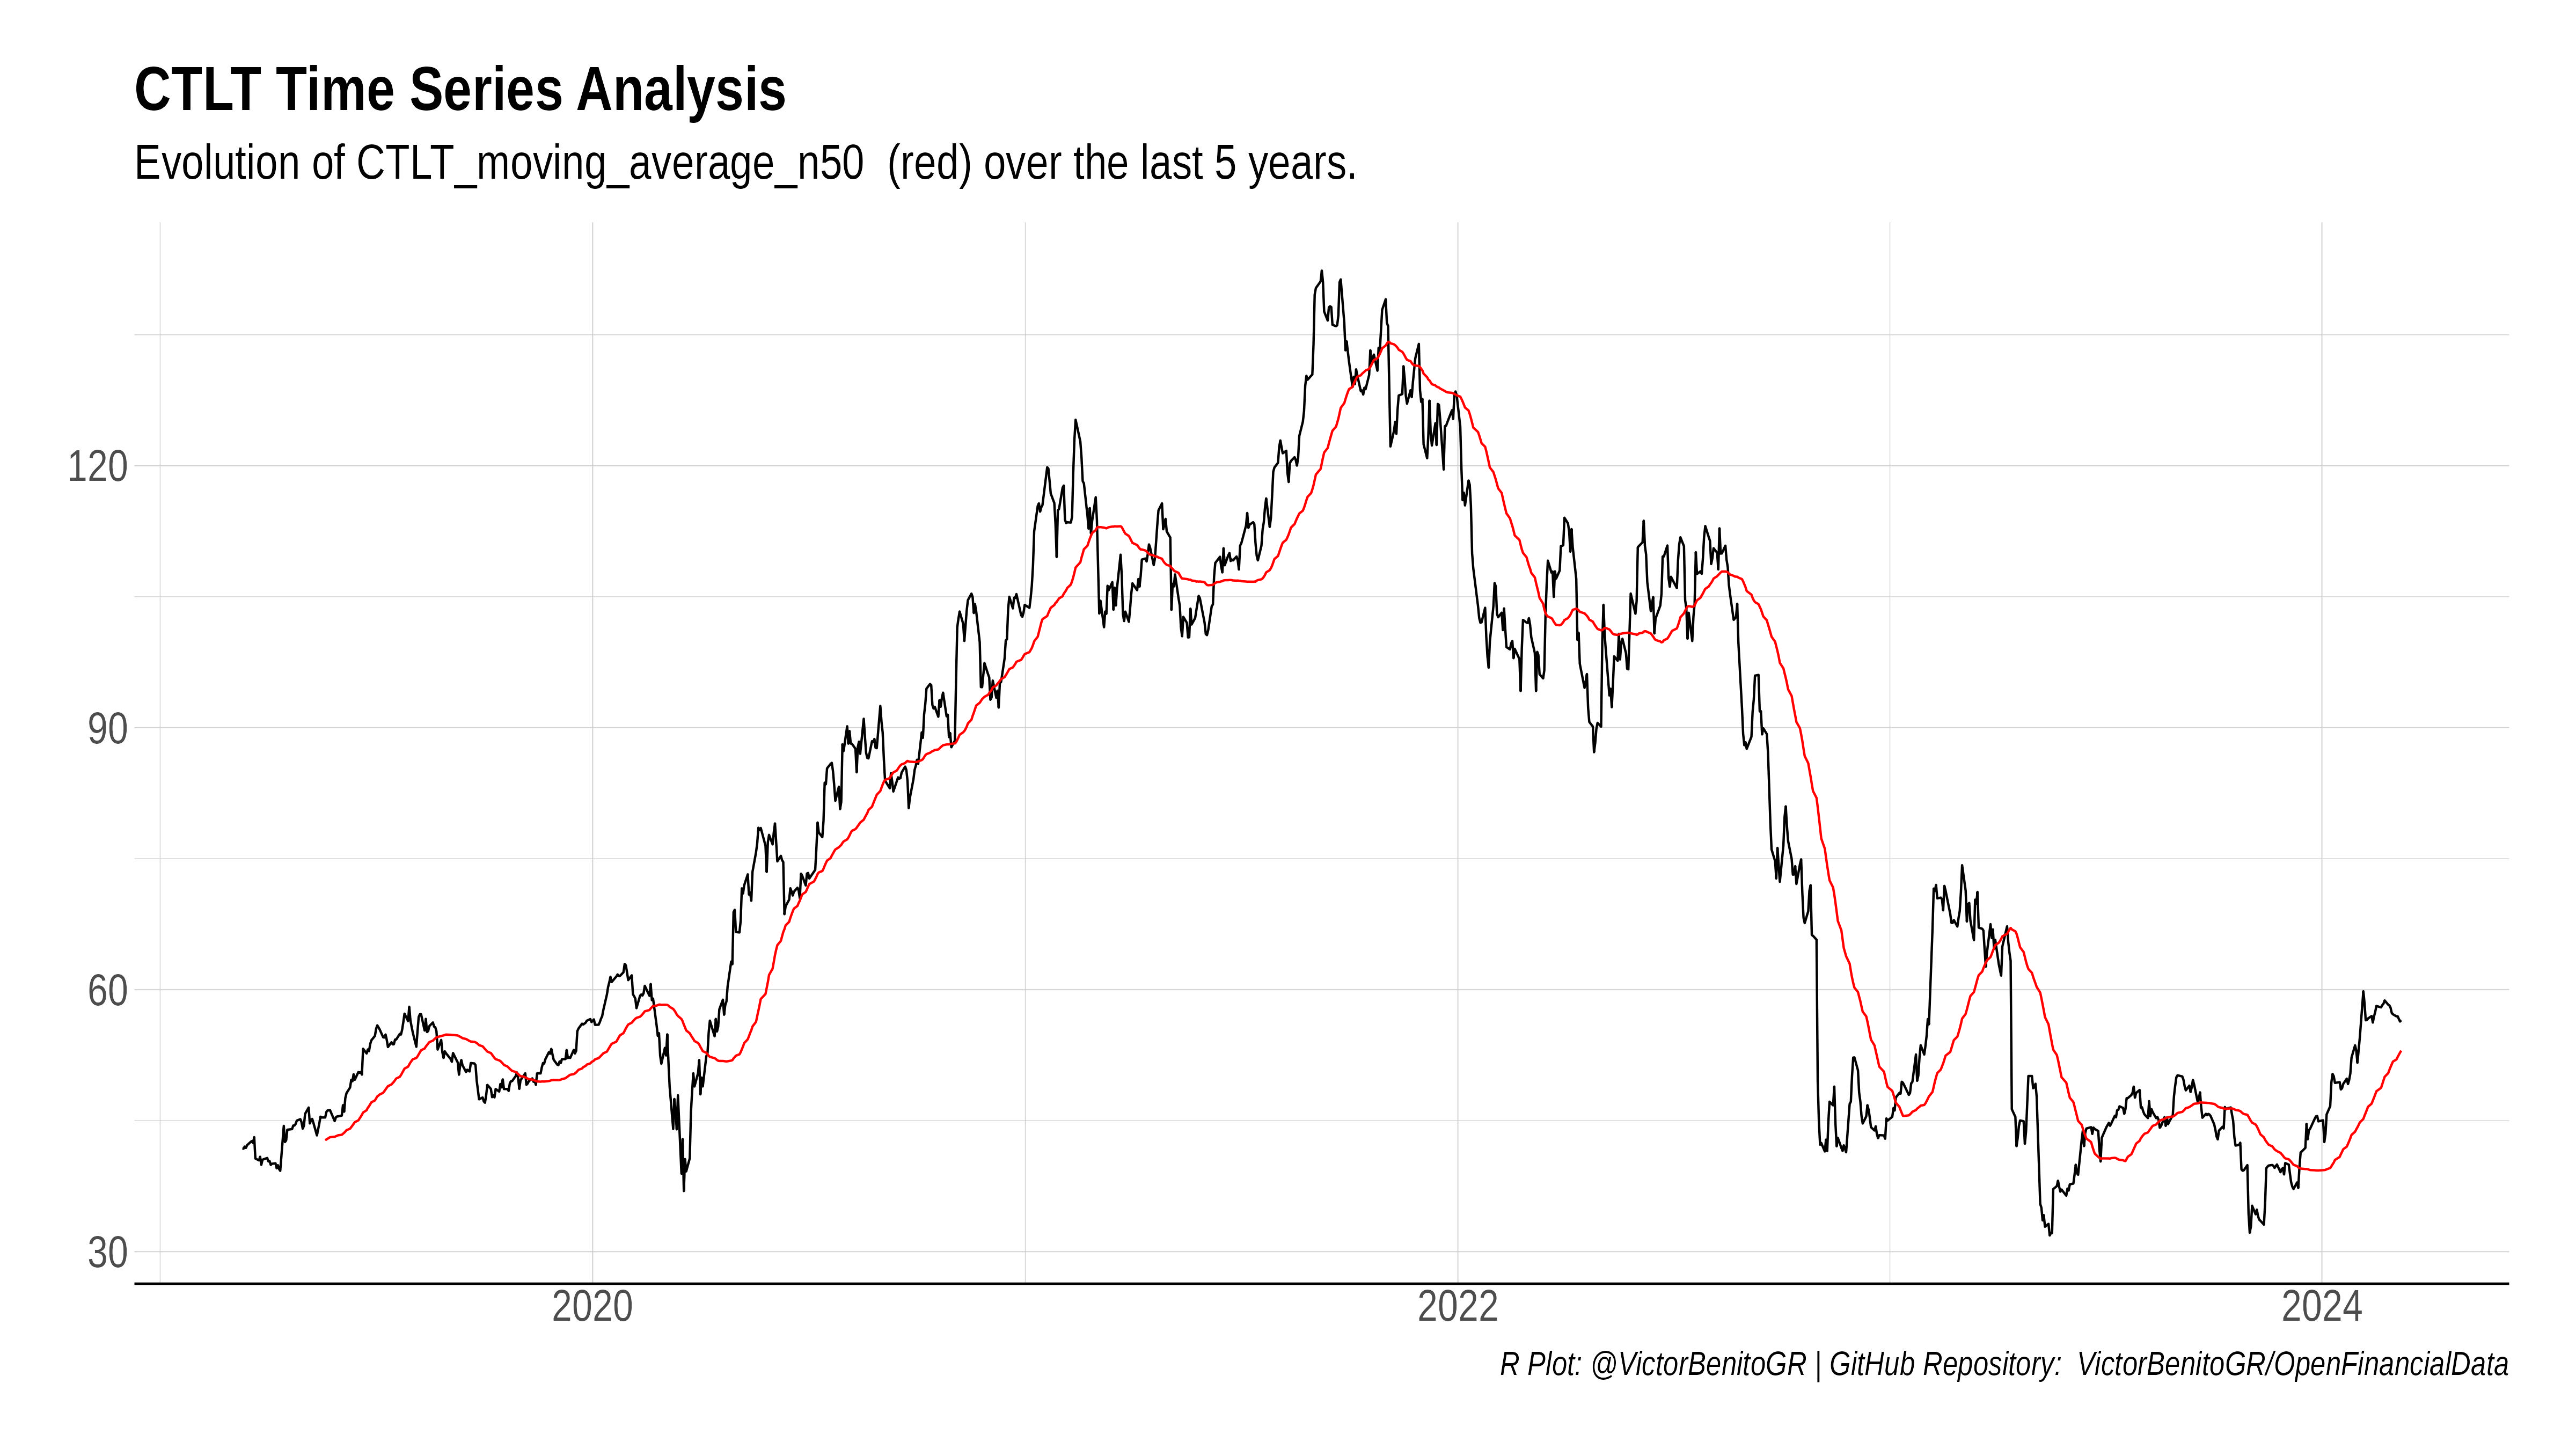 CTLT Time Series Analysis
Evolution of CTLT_moving_average_n50  (red) over the last 5 years.
120
90
60
30
2020 2022 2024
R Plot: @VictorBenitoGR | GitHub Repository:  VictorBenitoGR/OpenFinancialData